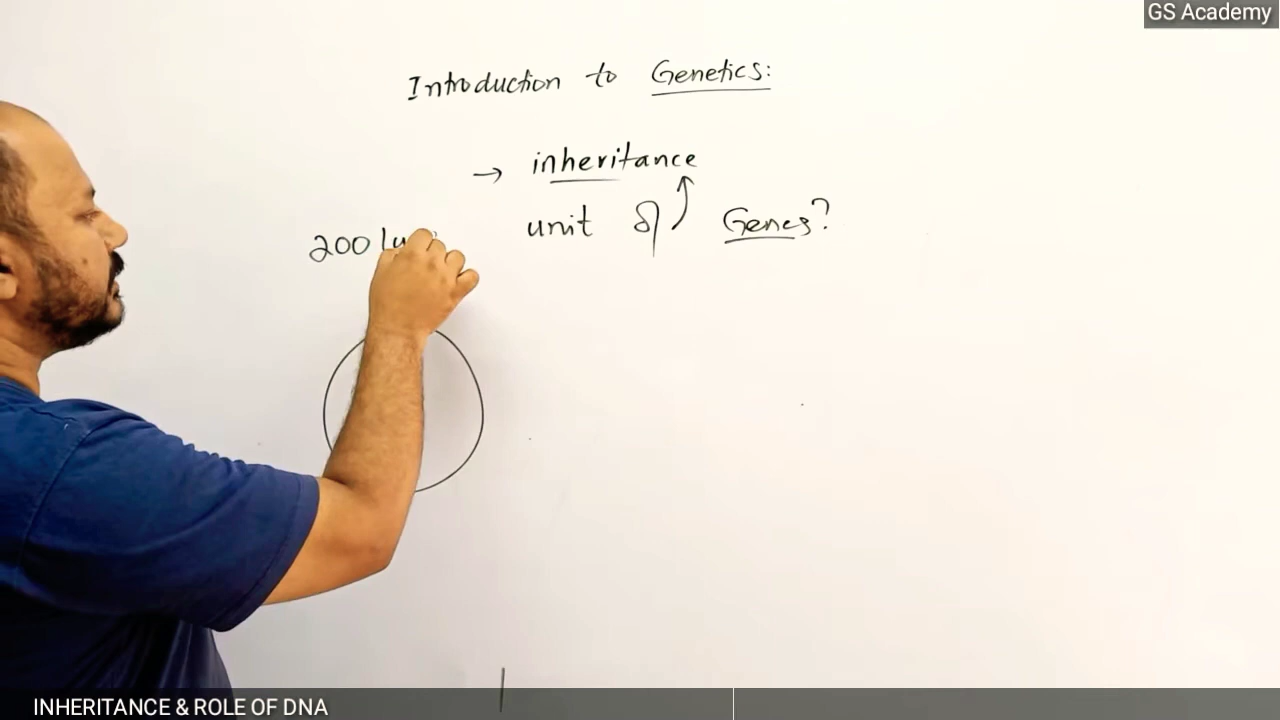 GS Academy
Introduction to Genetics:
→ inheritance
unit of Genes?
200
INHERITANCE & ROLE OF DNA